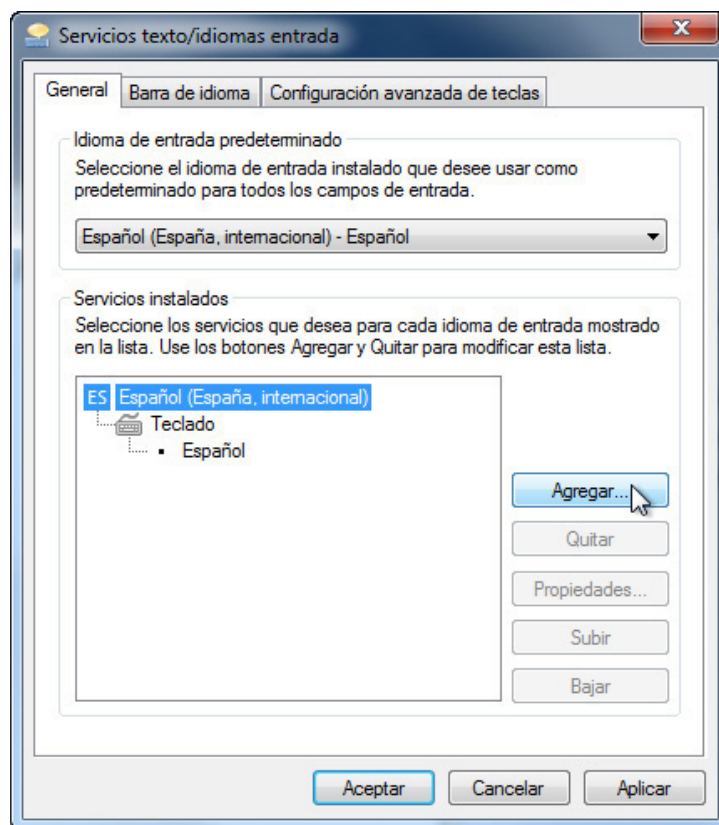 Servicios texto/idiomas entrada
General
Barra de idioma
Configuración avanzada de teclas
Idioma de entrada predeterminado
Seleccione el idioma de entrada instalado que desee usar como
predeterminado para todos los campos de entrada.
Español (España, internacional) - Español
Servicios instalados
Seleccione los servicios que desea para cada idioma de entrada mostrado
en la lista. Use los botones Agregar y Quitar para modificar esta lista.
ES Español (España, internacional)
Teclado
Español
Agregar...
Quitar
Propiedades...
Subir
Bajar
Aceptar
Cancelar
Aplicar